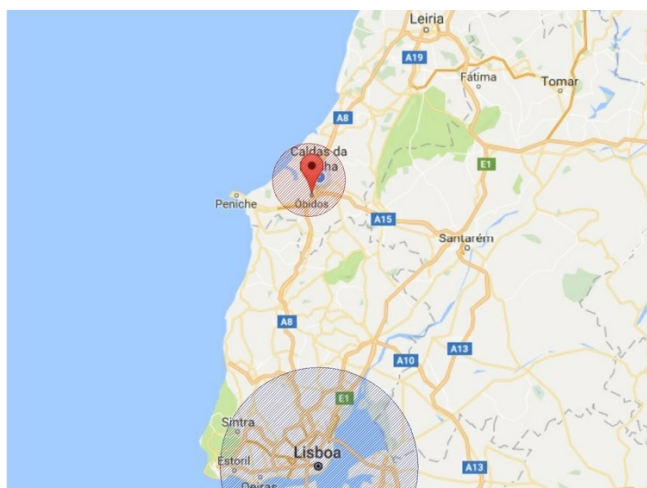 Leiria
A19
Fátima
Tomar
A8
Caldas da
E1
Peniche
Óbidos
A15
Santarém
A8
A13
A10
E1
Sintra
Lisboa
Estoril
A13
Oeiras